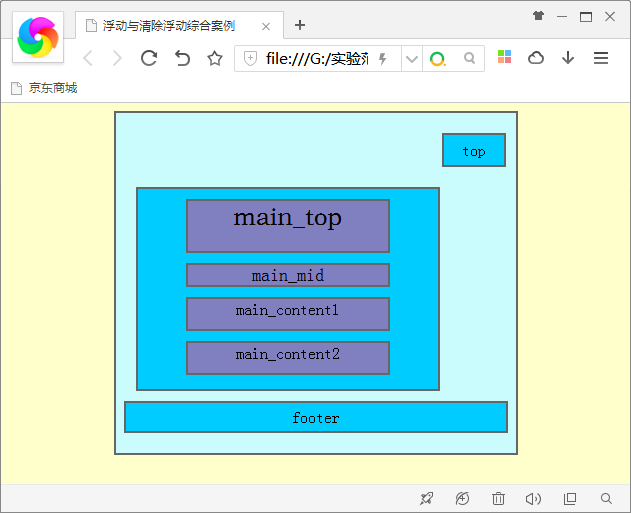 浮动与清除浮动综合案例
file:///G:/实验范
京东商城
top
main_top
main_mid
main_content1
main_content2
footer